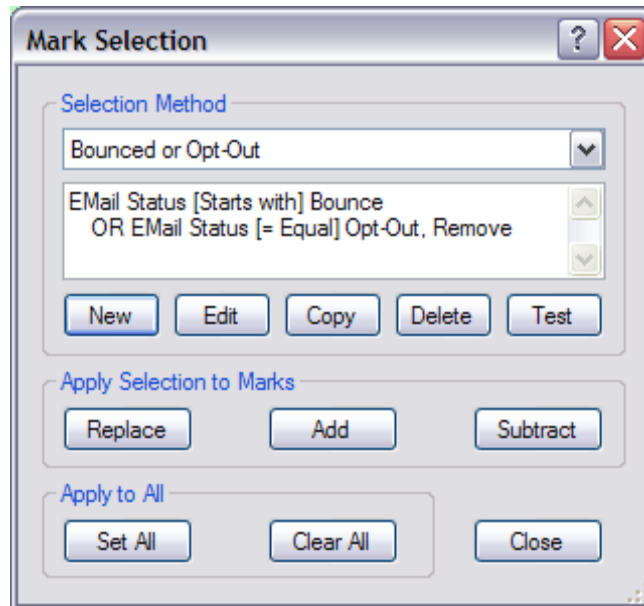 Mark Selection
?
Selection Method
Bounced or Opt-Out
EMail Status [Starts with] Bounce
OR EMail Status [= Equal] Opt-Out, Remove
New Edit Copy Delete Test
Apply Selection to Marks
Replace Add Subtract
Apply to All
Set All Clear All Close